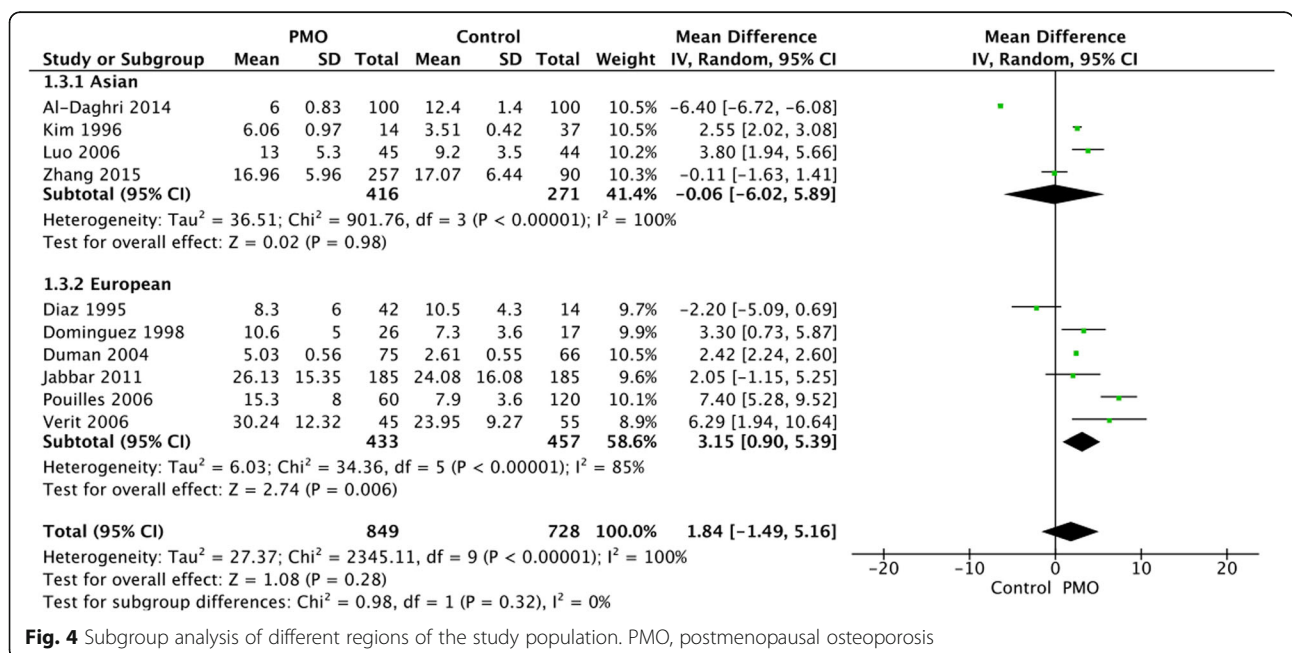 PMO Control Mean Difference Mean Difference
Study or Subgroup Mean SD Total Mean SD Total Weight IV, Random, 95% CI IV, Random, 95% CI
1.3.1 Asian
Al-Daghri 2014 6 0.83 100 12.4 1.4 100 10.5% −6.40 [−6.72, −6.08]
Kim 1996 6.06 0.97 14 3.51 0.42 37 10.5% 2.55 [2.02, 3.08]
Luo 2006 13 5.3 45 9.2 3.5 44 10.2% 3.80 [1.94, 5.66]
Zhang 2015 16.96 5.96 257 17.07 6.44 90 10.3% −0.11 [−1.63, 1.41]
Subtotal (95% CI) 416 271 41.4% −0.06 [−6.02, 5.89]
Heterogeneity: Tau² = 36.51; Chi² = 901.76, df = 3 (P < 0.00001); I² = 100%
Test for overall effect: Z = 0.02 (P = 0.98)
1.3.2 European
Diaz 1995 8.3 6 42 10.5 4.3 14 9.7% −2.20 [−5.09, 0.69]
Dominguez 1998 10.6 5 26 7.3 3.6 17 9.9% 3.30 [0.73, 5.87]
Duman 2004 5.03 0.56 75 2.61 0.55 66 10.5% 2.42 [2.24, 2.60]
Jabbar 2011 26.13 15.35 185 24.08 16.08 185 9.6% 2.05 [−1.15, 5.25]
Pouilles 2006 15.3 8 60 7.9 3.6 120 10.1% 7.40 [5.28, 9.52]
Verit 2006 30.24 12.32 45 23.95 9.27 55 8.9% 6.29 [1.94, 10.64]
Subtotal (95% CI) 433 457 58.6% 3.15 [0.90, 5.39]
Heterogeneity: Tau² = 6.03; Chi² = 34.36, df = 5 (P < 0.00001); I² = 85%
Test for overall effect: Z = 2.74 (P = 0.006)
Total (95% CI) 849 728 100.0% 1.84 [−1.49, 5.16]
Heterogeneity: Tau² = 27.37; Chi² = 2345.11, df = 9 (P < 0.00001); I² = 100%
Test for overall effect: Z = 1.08 (P = 0.28)
Test for subgroup differences: Chi² = 0.98, df = 1 (P = 0.32), I² = 0%
−20 −10 0 10 20
Control PMO
Fig. 4 Subgroup analysis of different regions of the study population. PMO, postmenopausal osteoporosis